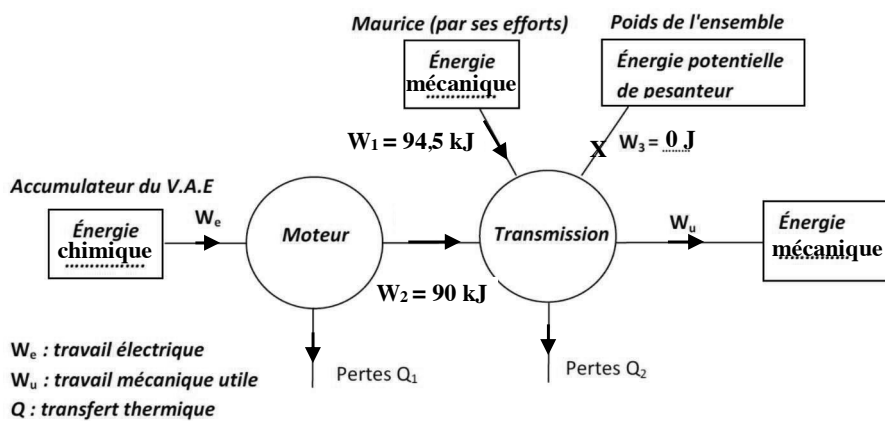 Maurice (par ses efforts)
Poids de l'ensemble
Énergie
mécanique
Énergie potentielle
de pesanteur
W₁ = 94,5 kJ
X
W₃ = 0 J
Accumulateur du V.A.E
Énergie
chimique
Wₑ
Moteur
Transmission
Wᵤ
Énergie
mécanique
W₂ = 90 kJ
Pertes Q₁
Pertes Q₂
Wₑ : travail électrique
Wᵤ : travail mécanique utile
Q : transfert thermique